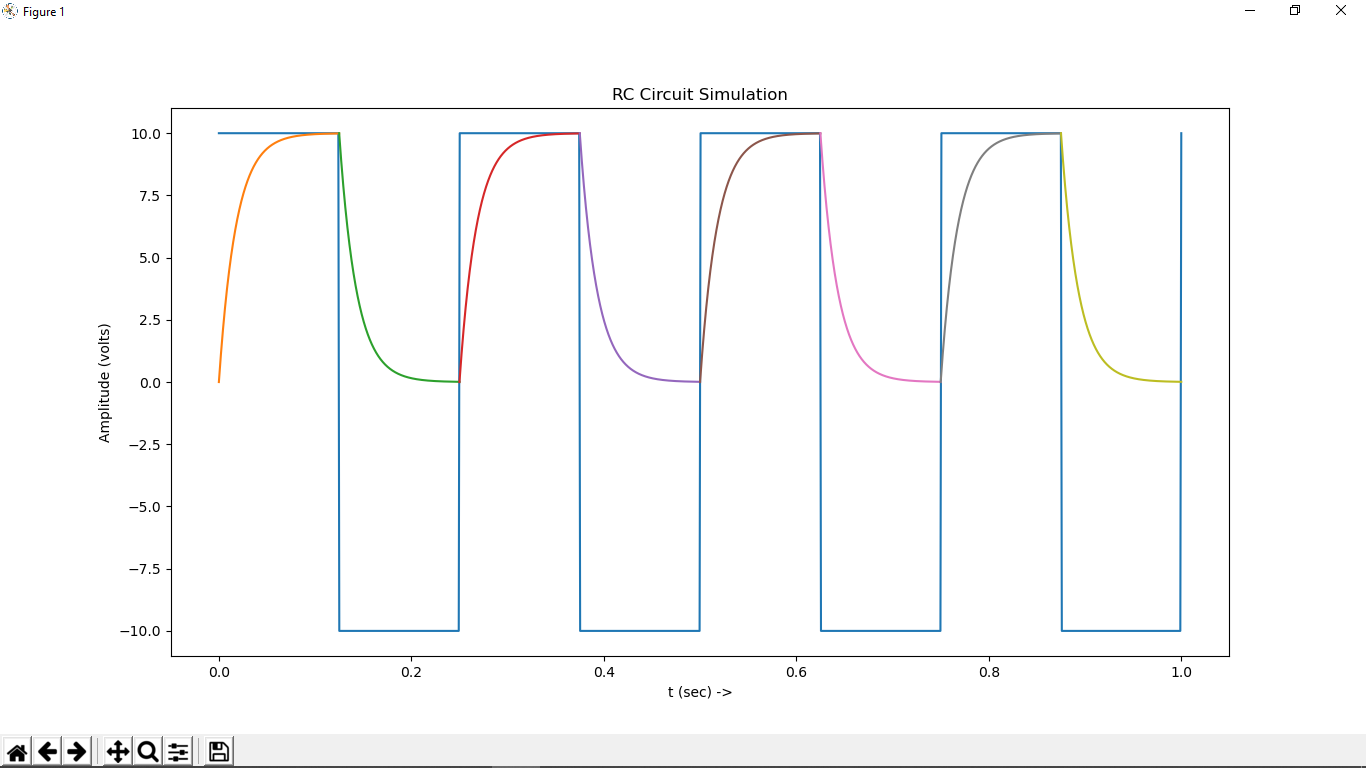 Figure 1
RC Circuit Simulation
Amplitude (volts)
10.0
7.5
5.0
2.5
0.0
−2.5
−5.0
−7.5
−10.0
0.0 0.2 0.4 0.6 0.8 1.0
t (sec) ->